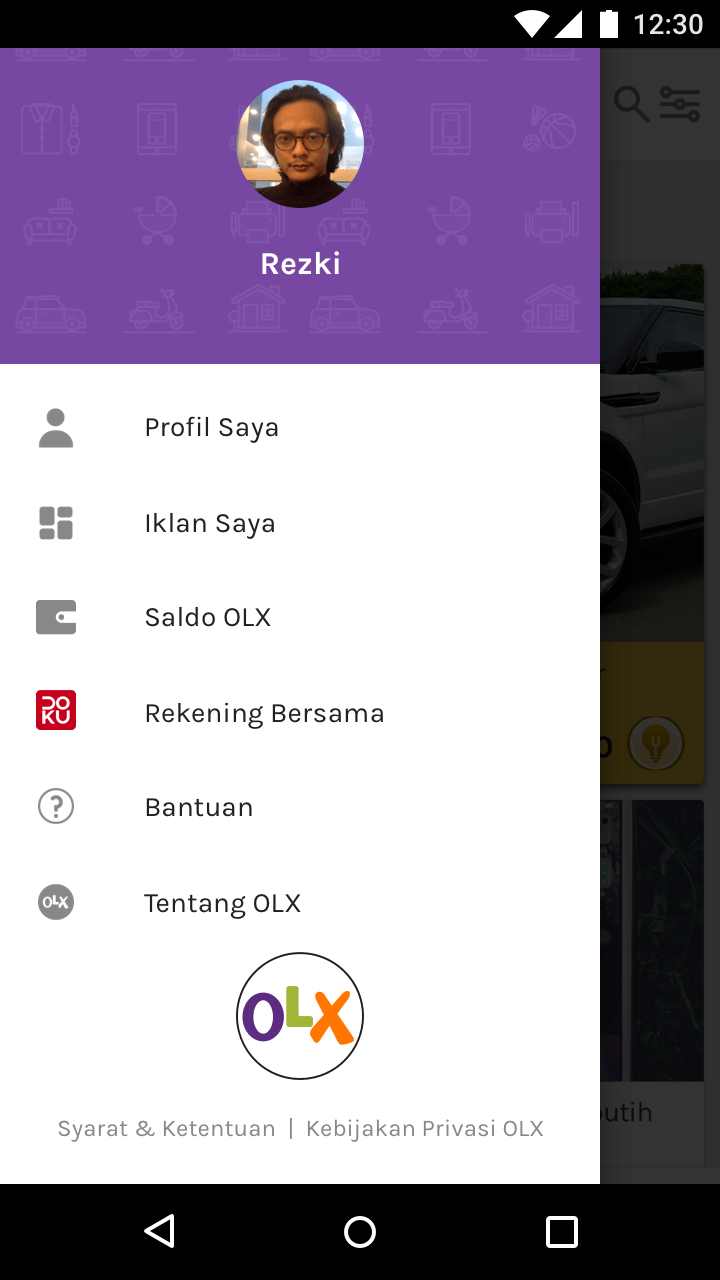 12:30
Rezki
Profil Saya
Iklan Saya
Saldo OLX
DOKU
Rekening Bersama
Bantuan
OLX
Tentang OLX
OLX
Syarat & Ketentuan | Kebijakan Privasi OLX